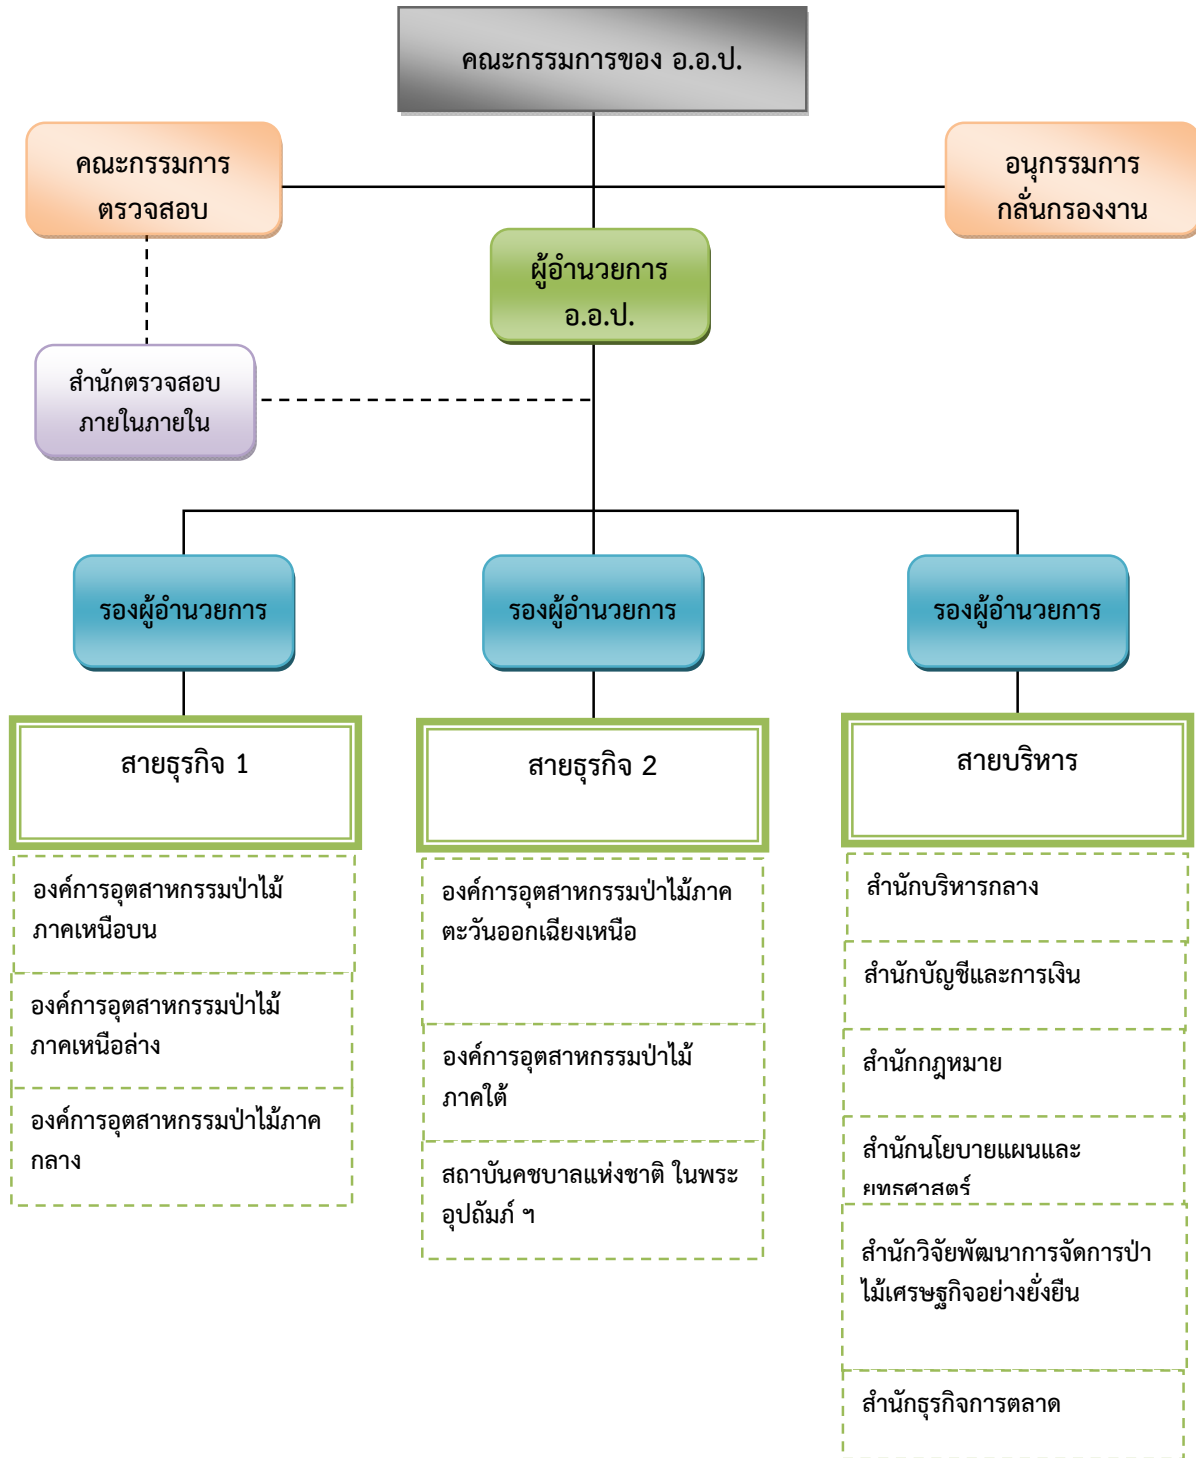 คณะกรรมการของ อ.อ.ป.
คณะกรรมการ
ตรวจสอบ
อนุกรรมการ
กลั่นกรองงาน
ผู้อำนวยการ
อ.อ.ป.
สำนักตรวจสอบ
ภายในภายใน
รองผู้อำนวยการ
รองผู้อำนวยการ
รองผู้อำนวยการ
สายธุรกิจ 1
องค์การอุตสาหกรรมป่าไม้
ภาคเหนือบน
องค์การอุตสาหกรรมป่าไม้
ภาคเหนือล่าง
องค์การอุตสาหกรรมป่าไม้ภาค
กลาง
สายธุรกิจ 2
องค์การอุตสาหกรรมป่าไม้ภาค
ตะวันออกเฉียงเหนือ
องค์การอุตสาหกรรมป่าไม้
ภาคใต้
สถาบันคชบาลแห่งชาติ ในพระ
อุปถัมภ์ ฯ
สายบริหาร
สำนักบริหารกลาง
สำนักบัญชีและการเงิน
สำนักกฎหมาย
สำนักนโยบายแผนและ
ยุทธศาสตร์
สำนักวิจัยพัฒนาการจัดการป่า
ไม้เศรษฐกิจอย่างยั่งยืน
สำนักธุรกิจการตลาด